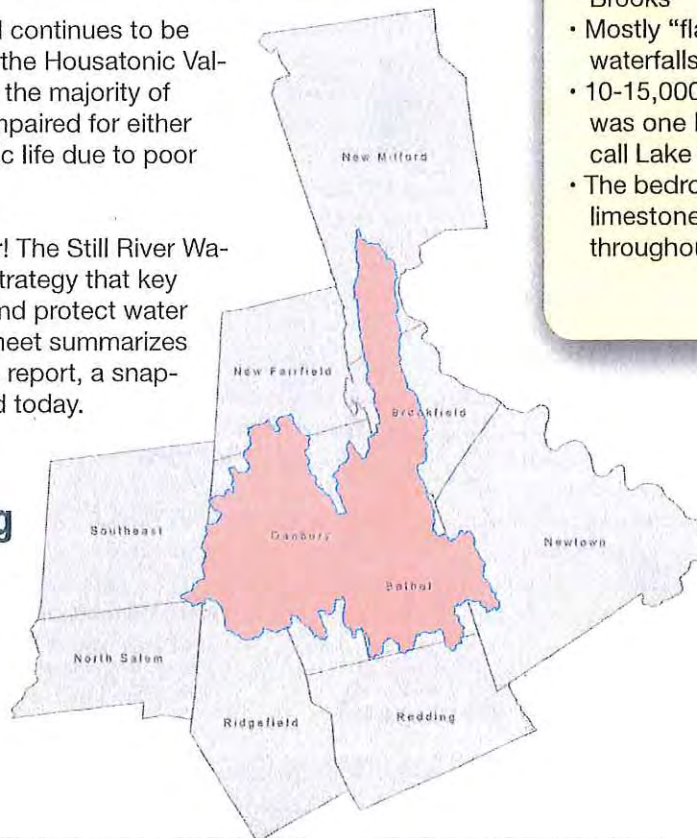 l continues to be
the Housatonic Val-
the majority of
mpaired for either
ic life due to poor
r! The Still River Wa-
trategy that key
nd protect water
heet summarizes
report, a snap-
d today.
g
Brooks
• Mostly “fla
waterfalls
• 10-15,000
was one l
call Lake
• The bedro
limestone
throughou
New Milford
New Fairfield
Brookfield
Southeast
Danbury
Newtown
Bethel
North Salem
Ridgefield
Redding